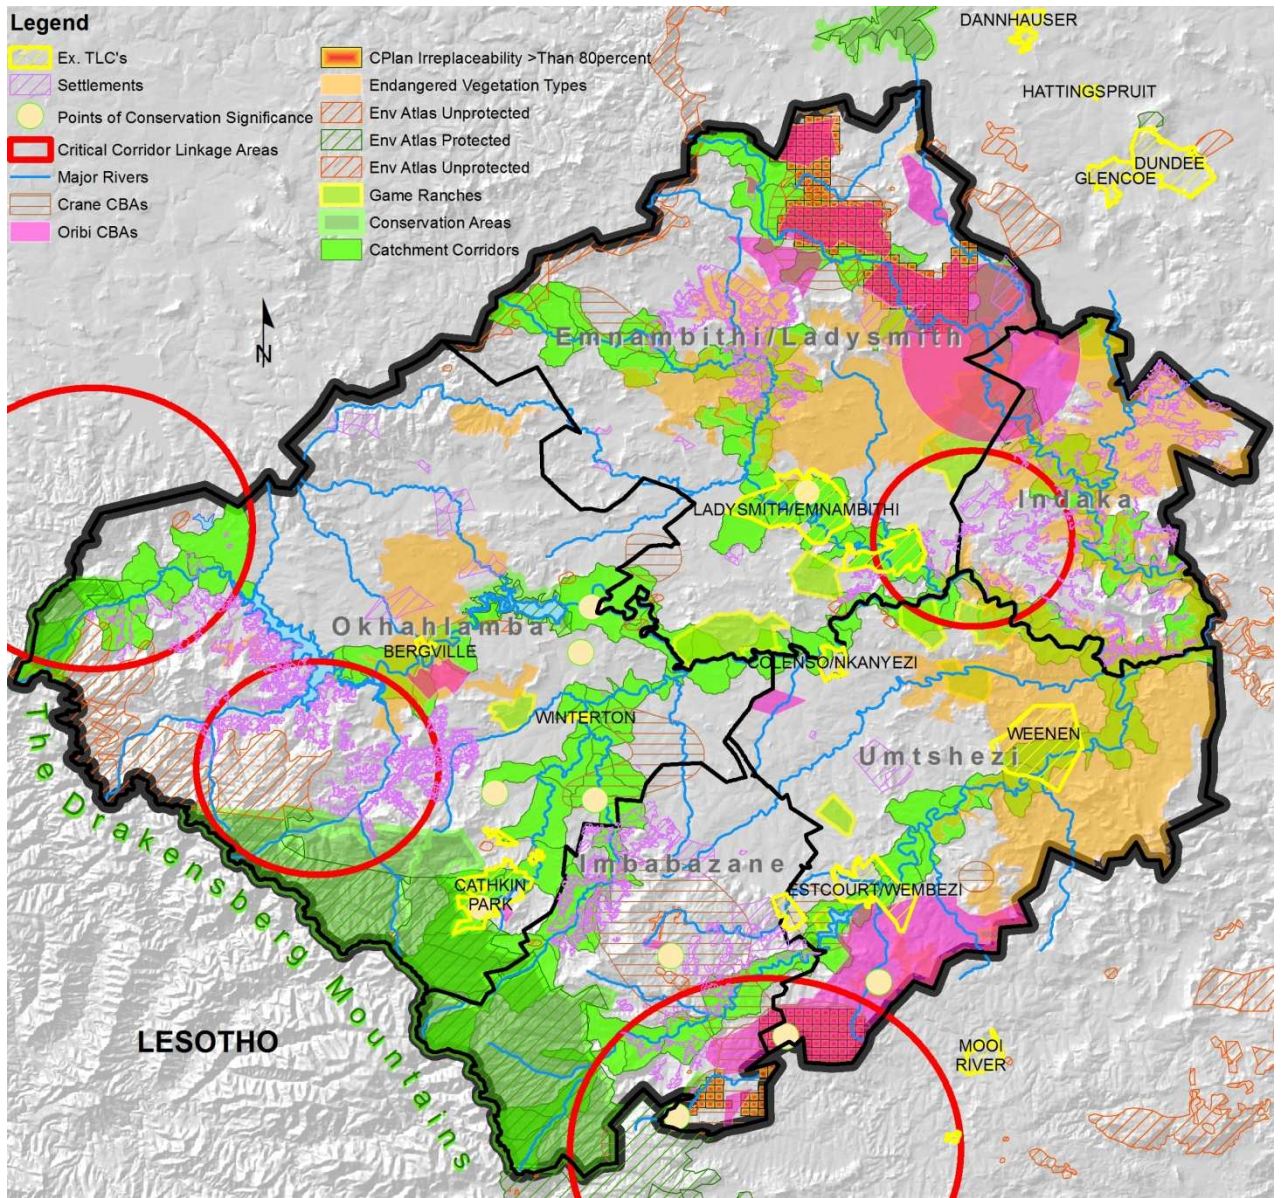 Legend
Ex. TLC's
Settlements
Points of Conservation Significance
Critical Corridor Linkage Areas
Major Rivers
Crane CBAs
Oribi CBAs
CPlan Irreplaceability >Than 80percent
Endangered Vegetation Types
Env Atlas Unprotected
Env Atlas Protected
Env Atlas Unprotected
Game Ranches
Conservation Areas
Catchment Corridors
N
DANNHAUSER
HATTINGSPRUIT
DUNDEE
GLENCOE
Emnambithi/Ladysmith
LADYSMITH/EMNAMBITHI
Indaka
Okhahlamba
BERGVILLE
COLENSO/NKANYEZI
WINTERTON
WEENEN
Umtshezi
Imbabazane
CATHKIN
PARK
ESTCOURT/WEMBEZI
The Drakensberg Mountains
LESOTHO
MOOI
RIVER